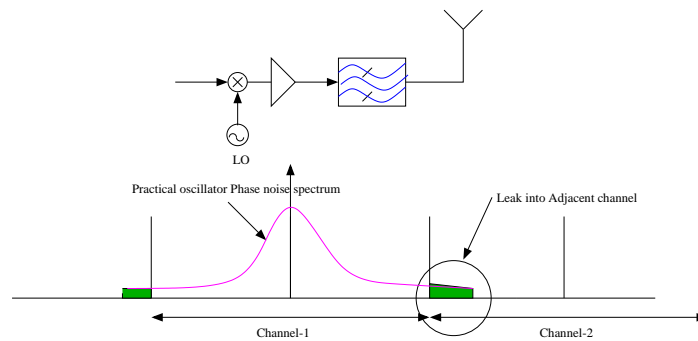 LO
Practical oscillator Phase noise spectrum
Leak into Adjacent channel
Channel-1
Channel-2